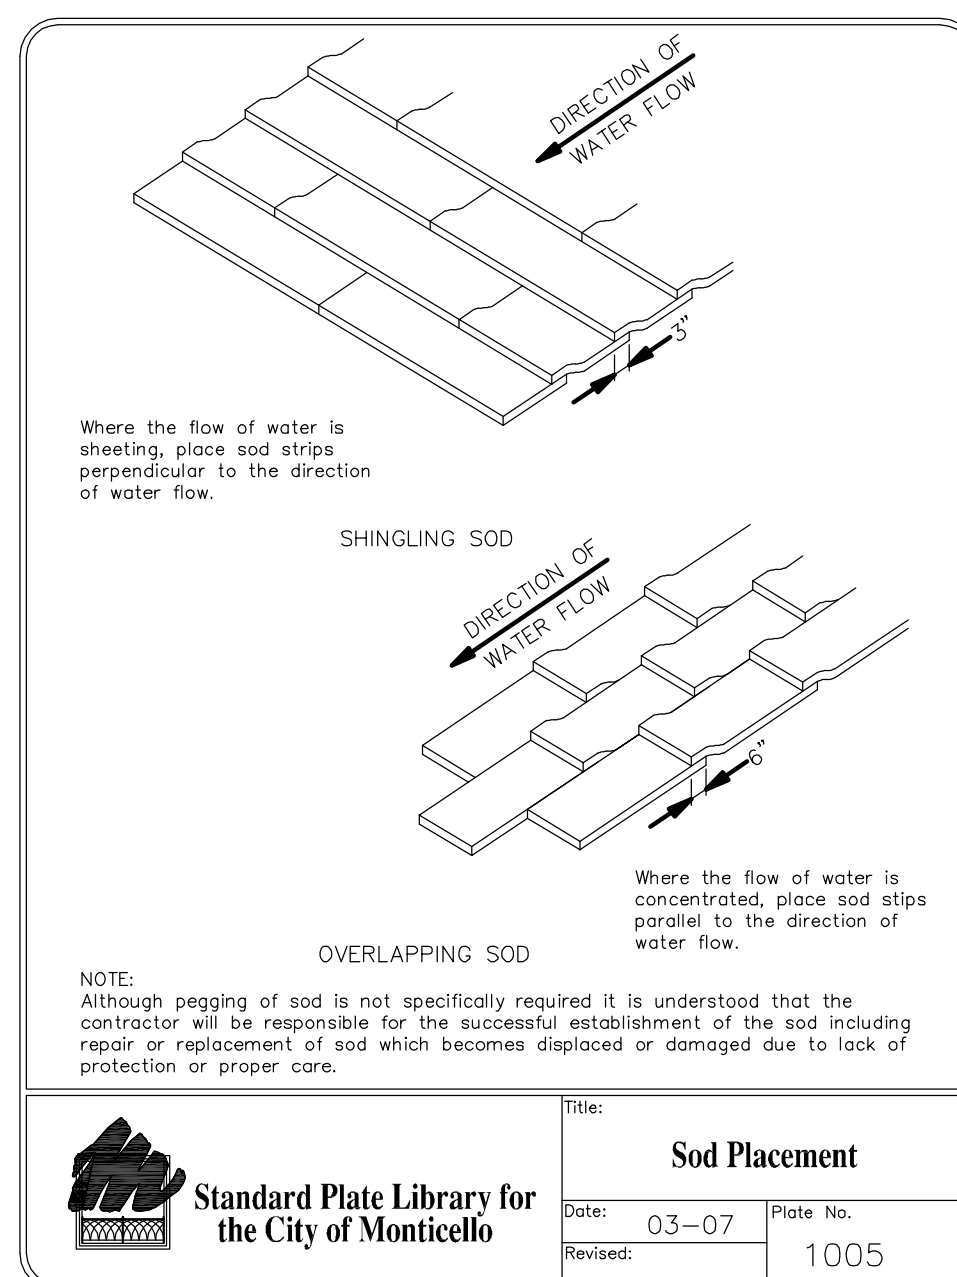 DIRECTION OF
WATER FLOW
3"
Where the flow of water is
sheeting, place sod strips
perpendicular to the direction
of water flow.
SHINGLING SOD
DIRECTION OF
WATER FLOW
6"
Where the flow of water is
concentrated, place sod stips
parallel to the direction of
water flow.
OVERLAPPING SOD
NOTE:
Although pegging of sod is not specifically required it is understood that the
contractor will be responsible for the successful establishment of the sod including
repair or replacement of sod which becomes displaced or damaged due to lack of
protection or proper care.
Standard Plate Library for
the City of Monticello
Title:
Sod Placement
Date:
03-07
Revised:
Plate No.
1005